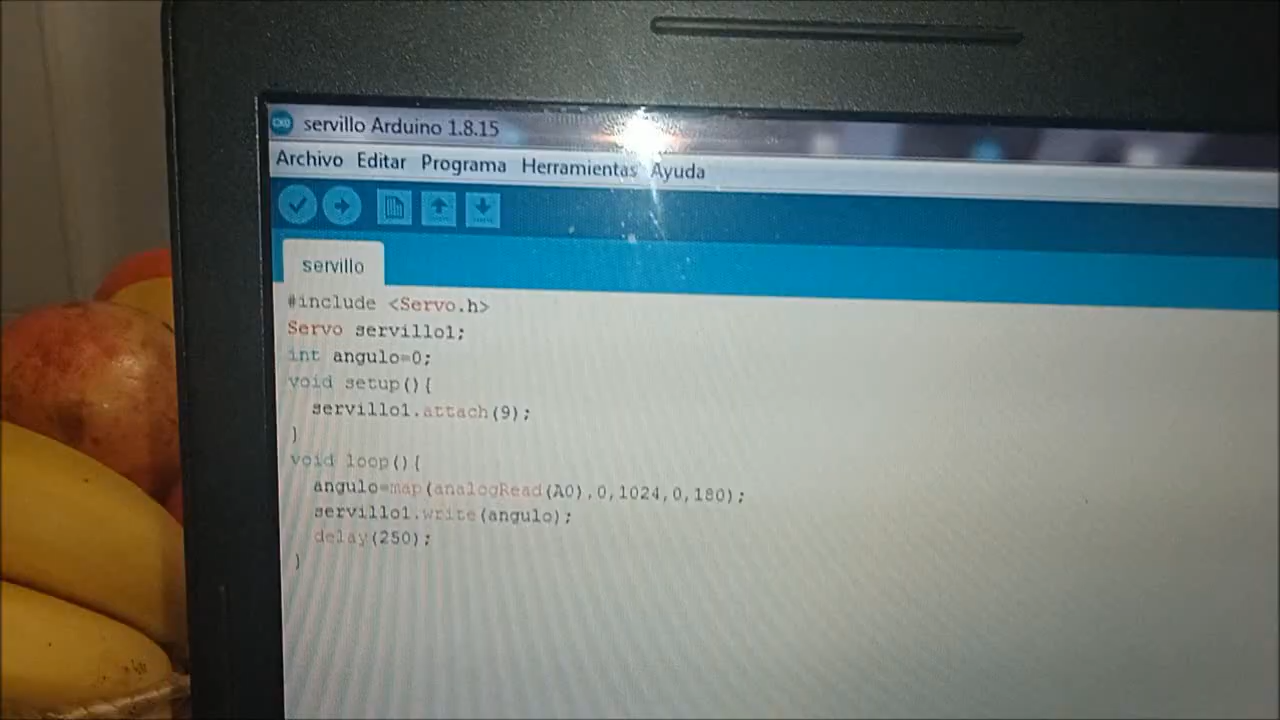 servillo Arduino 1.8.15
Archivo Editar Programa Herramientas Ayuda
servillo
#include <Servo.h>
Servo servillo1;
int angulo=0;
void setup(){
  servillo1.attach(9);
}
void loop(){
  angulo=map(analogRead(A0),0,1024,0,180);
  servillo1.write(angulo);
  delay(250);
}